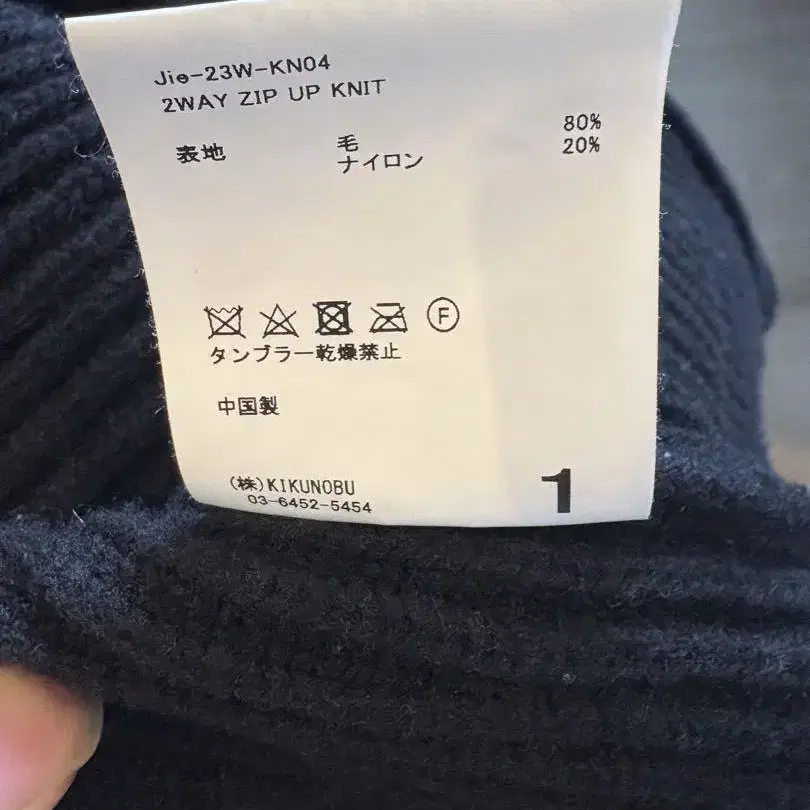 Jie-23W-KN04
2WAY ZIP UP KNIT
表地 毛 80%
ナイロン 20%
F
タンブラー乾燥禁止
中国製
(株)KIKUNOBU
03-6452-5454
1